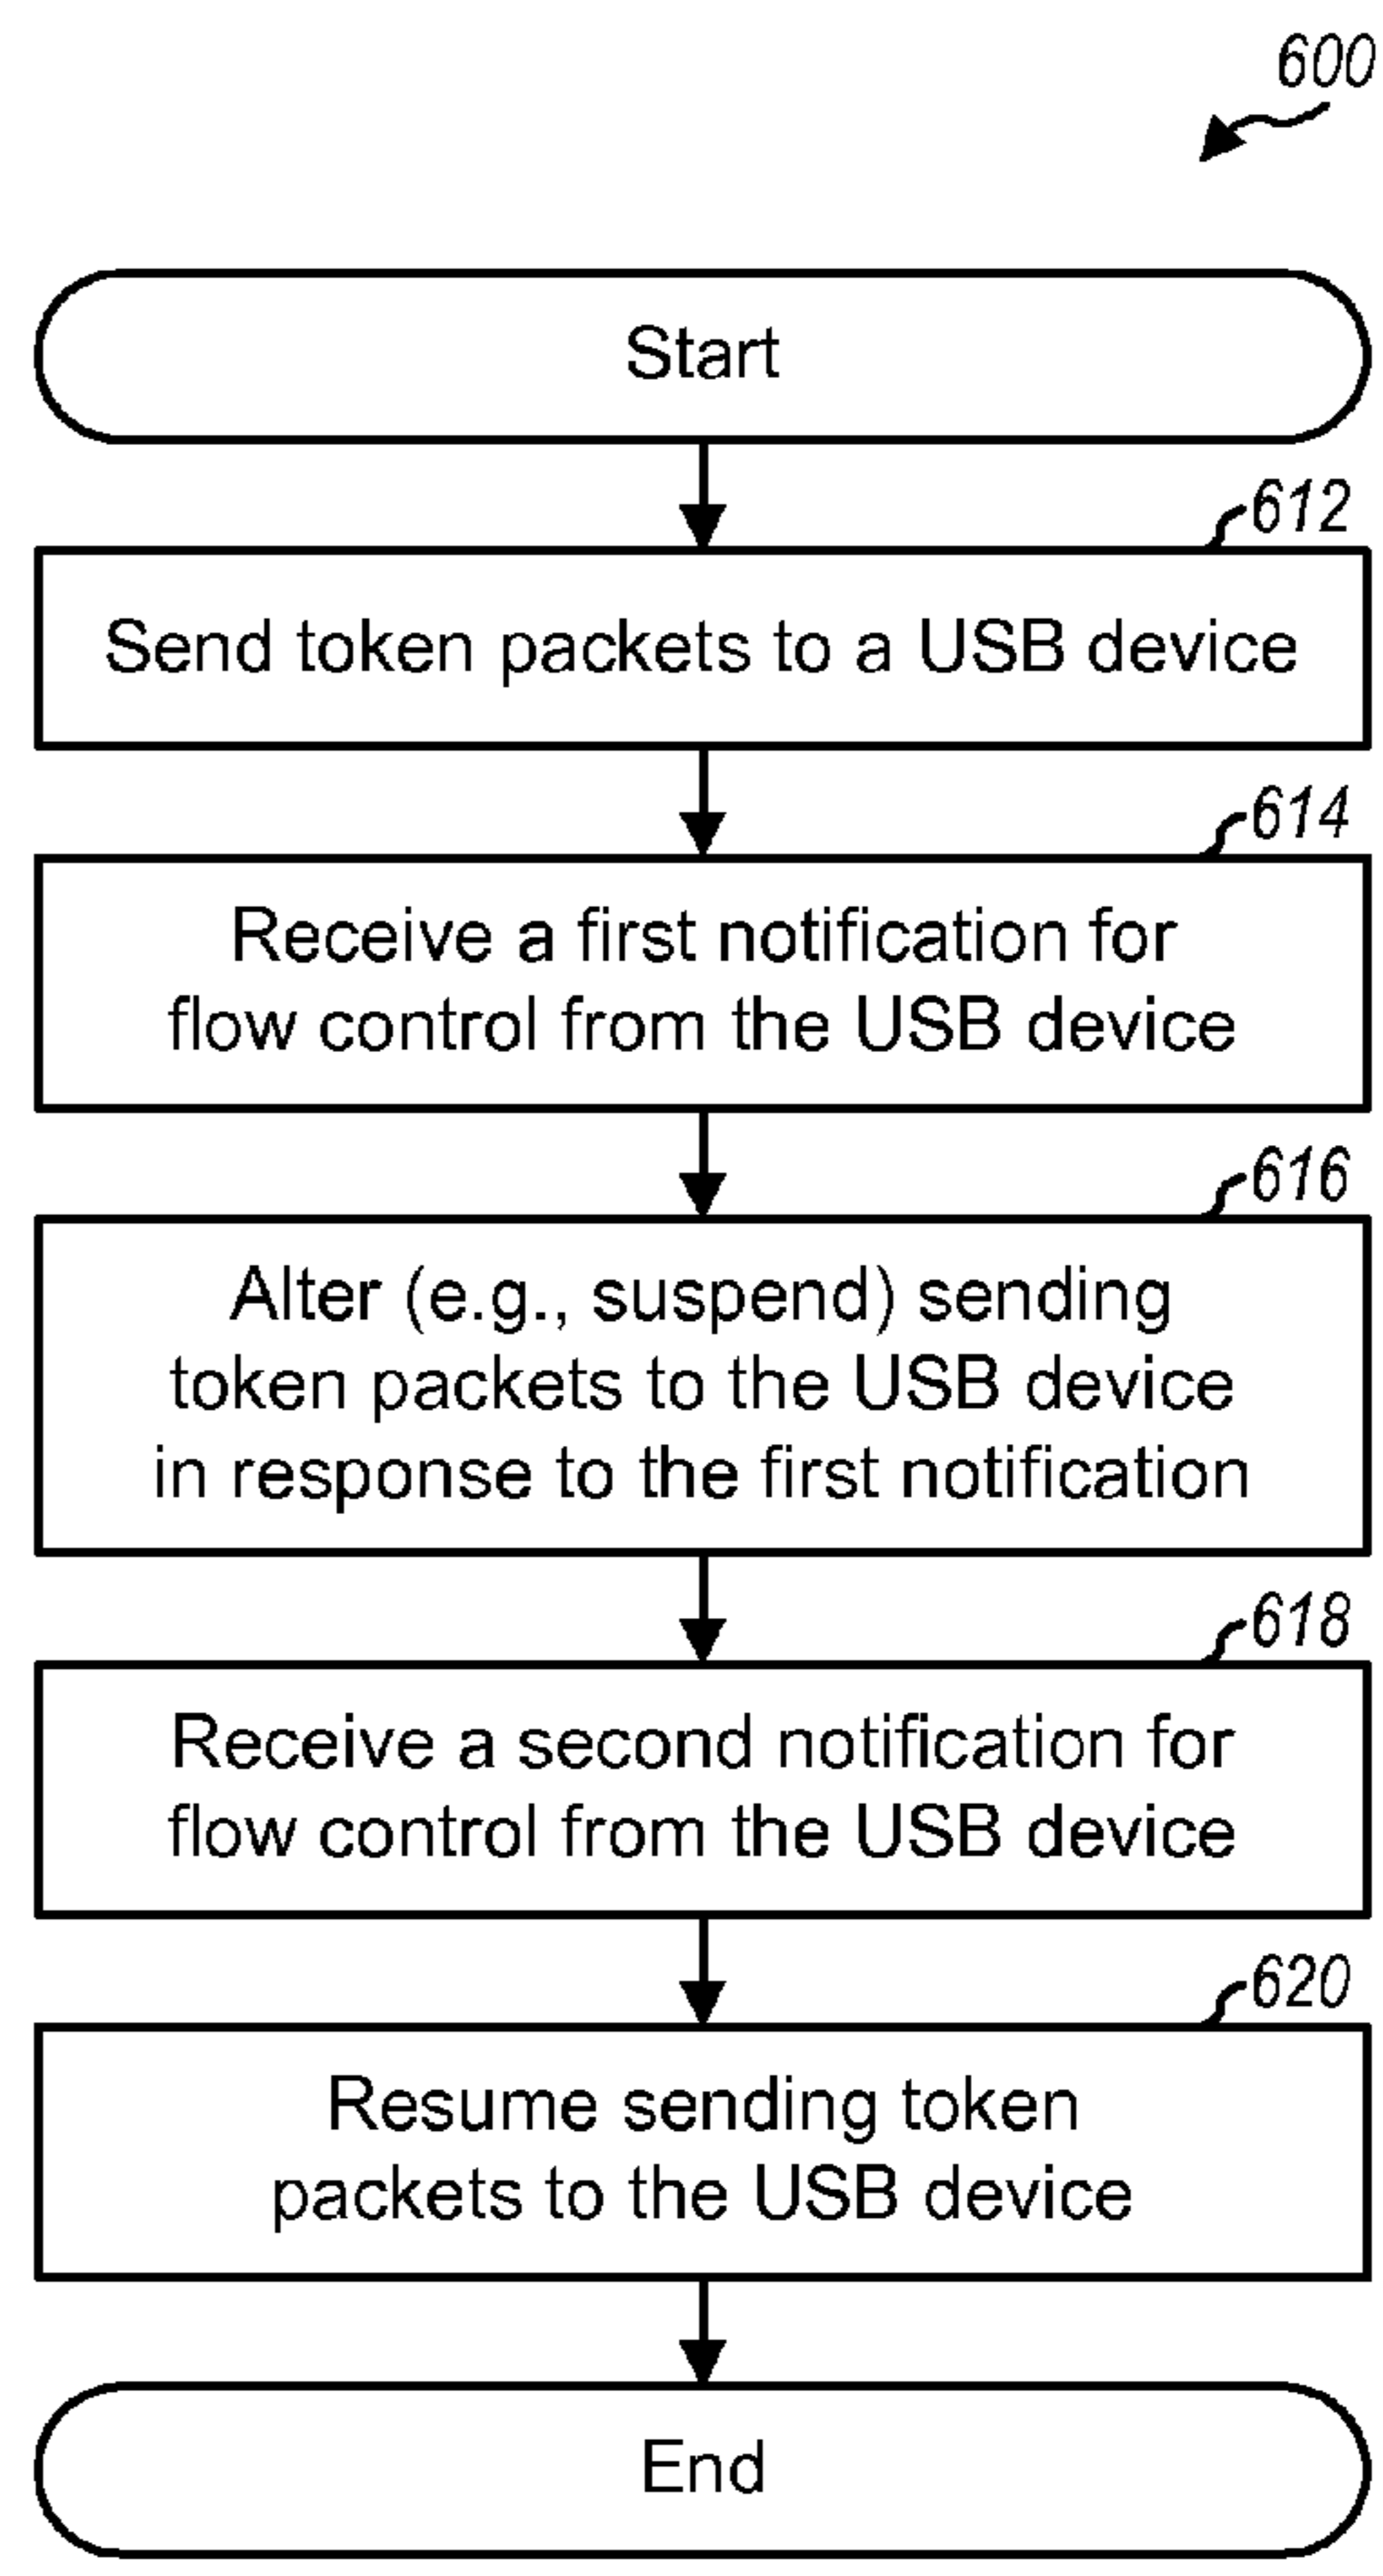 600
Start
612
Send token packets to a USB device
614
Receive a first notification for
flow control from the USB device
616
Alter (e.g., suspend) sending
token packets to the USB device
in response to the first notification
618
Receive a second notification for
flow control from the USB device
620
Resume sending token
packets to the USB device
End